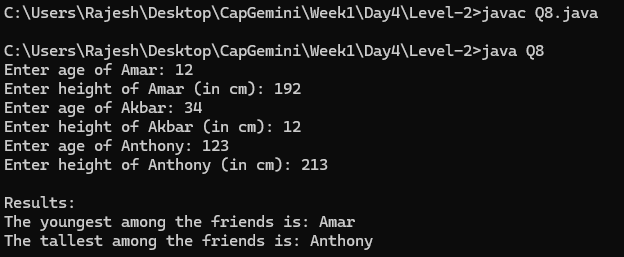 C:\Users\Rajesh\Desktop\CapGemini\Week1\Day4\Level-2>javac Q8.java
C:\Users\Rajesh\Desktop\CapGemini\Week1\Day4\Level-2>java Q8
Enter age of Amar: 12
Enter height of Amar (in cm): 192
Enter age of Akbar: 34
Enter height of Akbar (in cm): 12
Enter age of Anthony: 123
Enter height of Anthony (in cm): 213
Results:
The youngest among the friends is: Amar
The tallest among the friends is: Anthony